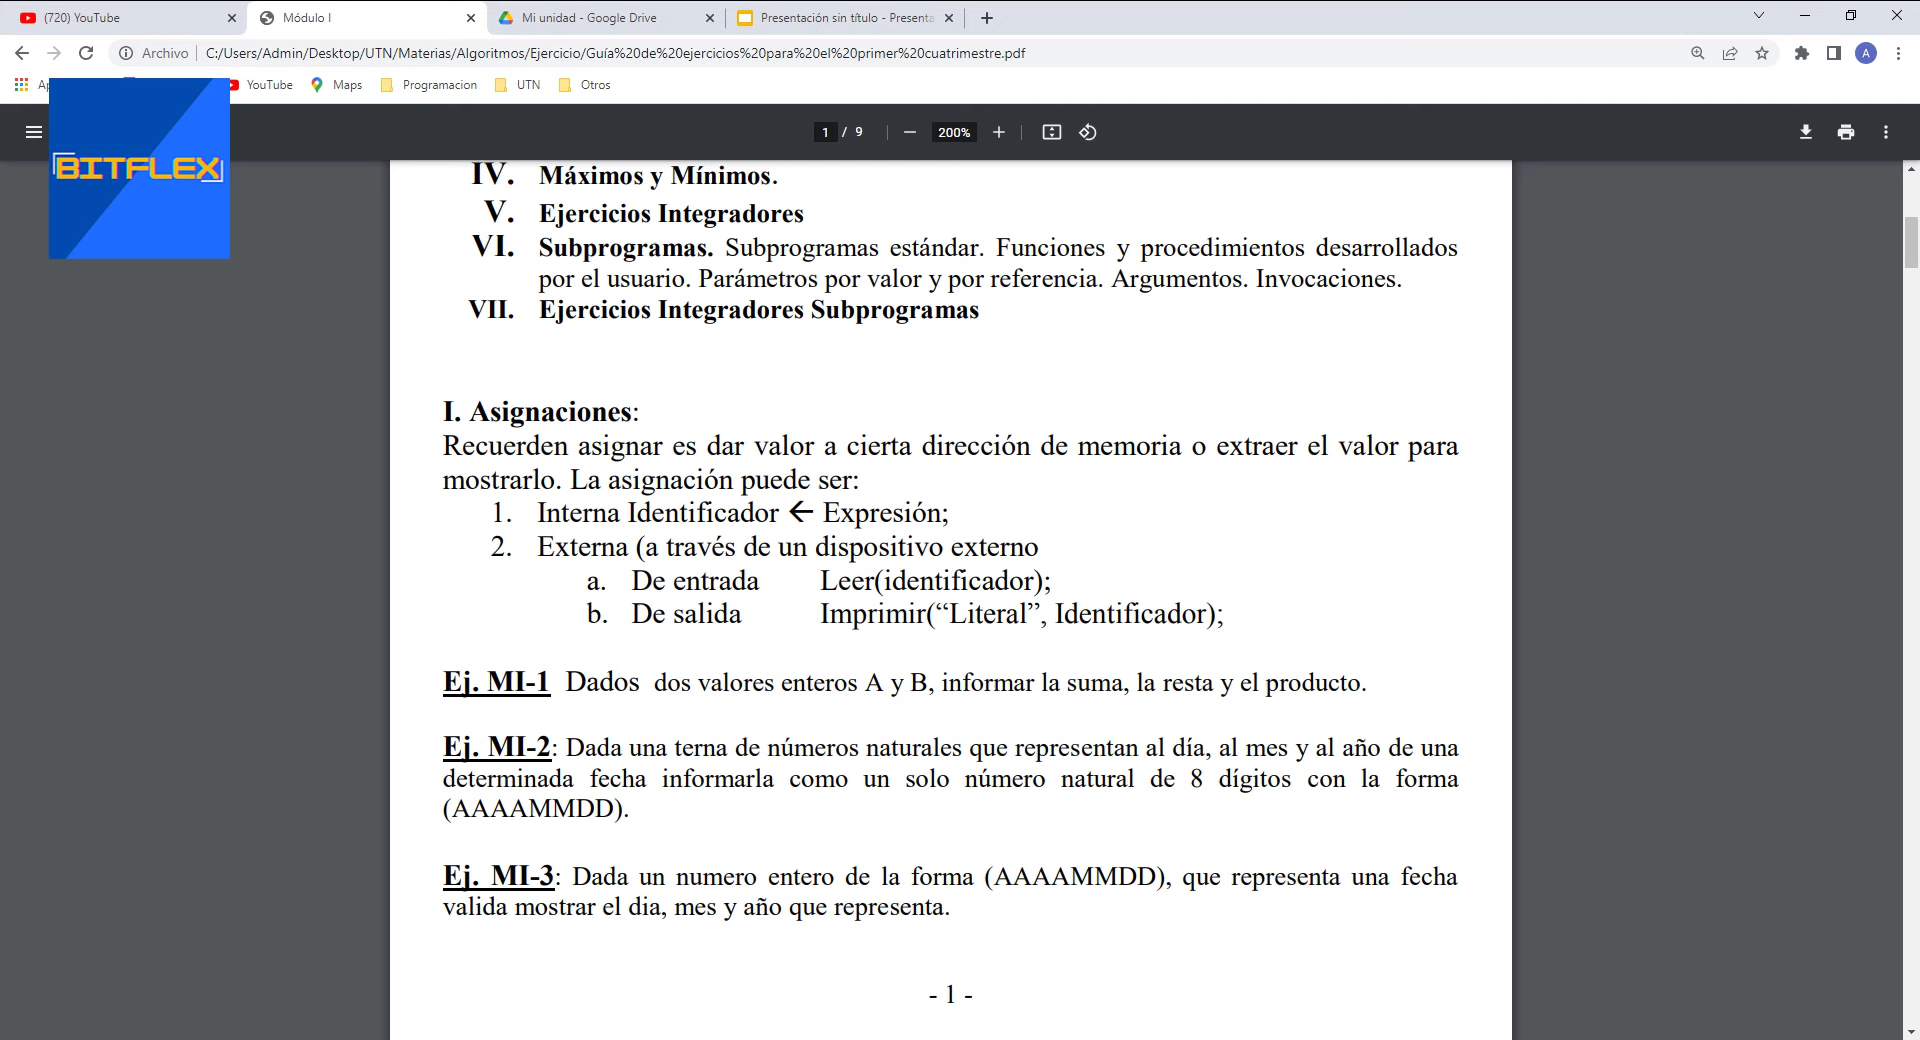 (720) YouTube
Módulo I
Mi unidad - Google Drive
Presentación sin título - Presenta
Archivo
C:/Users/Admin/Desktop/UTN/Materias/Algoritmos/Ejercicio/Guía%20de%20ejercicios%20para%20el%20primer%20cuatrimestre.pdf
A
YouTube
Maps
Programacion
UTN
Otros
BITFLEX
1 / 9
200%
IV. Máximos y Mínimos.
V. Ejercicios Integradores
VI. Subprogramas. Subprogramas estándar. Funciones y procedimientos desarrollados
por el usuario. Parámetros por valor y por referencia. Argumentos. Invocaciones.
VII. Ejercicios Integradores Subprogramas
I. Asignaciones:
Recuerden asignar es dar valor a cierta dirección de memoria o extraer el valor para
mostrarlo. La asignación puede ser:
1. Interna Identificador ← Expresión;
2. Externa (a través de un dispositivo externo
a. De entrada Leer(identificador);
b. De salida Imprimir(“Literal”, Identificador);
Ej. MI-1 Dados dos valores enteros A y B, informar la suma, la resta y el producto.
Ej. MI-2: Dada una terna de números naturales que representan al día, al mes y al año de una
determinada fecha informarla como un solo número natural de 8 dígitos con la forma
(AAAAMMDD).
Ej. MI-3: Dada un numero entero de la forma (AAAAMMDD), que representa una fecha
valida mostrar el dia, mes y año que representa.
- 1 -